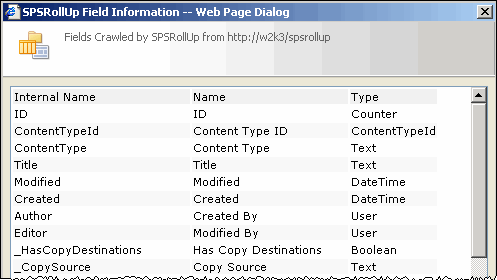 SPSRollUp Field Information -- Web Page Dialog
Fields Crawled by SPSRollUp from http://w2k3/spsrollup
Internal Name Name Type
ID ID Counter
ContentTypeId Content Type ID ContentTypeId
ContentType Content Type Text
Title Title Text
Modified Modified DateTime
Created Created DateTime
Author Created By User
Editor Modified By User
_HasCopyDestinations Has Copy Destinations Boolean
_CopySource Copy Source Text